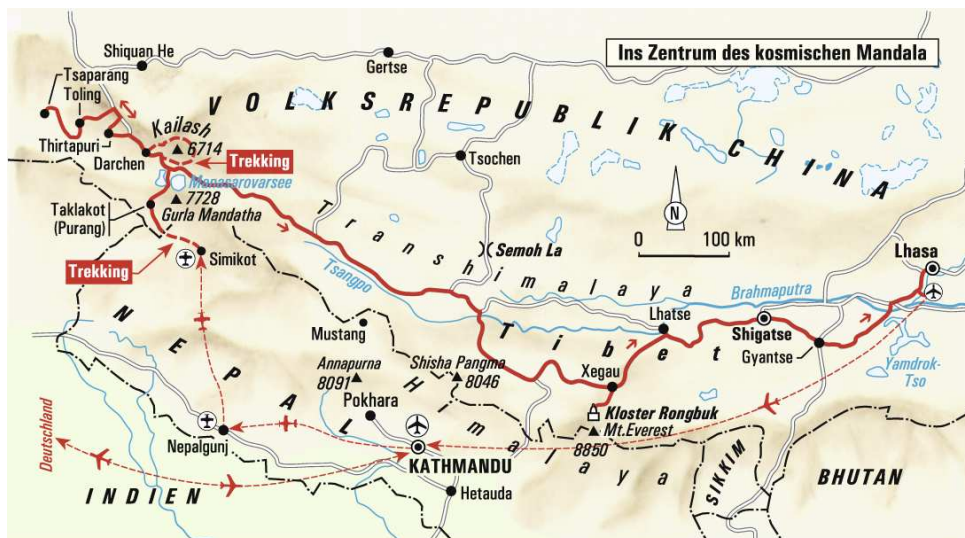 Ins Zentrum des kosmischen Mandala
Shiquan He
Gertse
Tsaparang
Toling
VOLKSREPUBLIK CHINA
Kailash
6714
Thirtapuri
Darchen
Trekking
Tsochen
Manasarovarsee
7728
Gurla Mandatha
Taklakot
(Purang)
N
0 100 km
Transhimalaya
Semoh La
Lhasa
Trekking
Simikot
Tsangpo
Brahmaputra
Mustang
Lhatse
Shigatse
Tibet
Gyantse
Yamdrok-
Tso
NEPAL
Annapurna
8091
Shisha Pangma
8046
Xegau
Himalaya
Pokhara
Kloster Rongbuk
Mt.Everest
8850
Deutschland
Nepalgunj
KATHMANDU
SIKKIM
BHUTAN
INDIEN
Hetauda